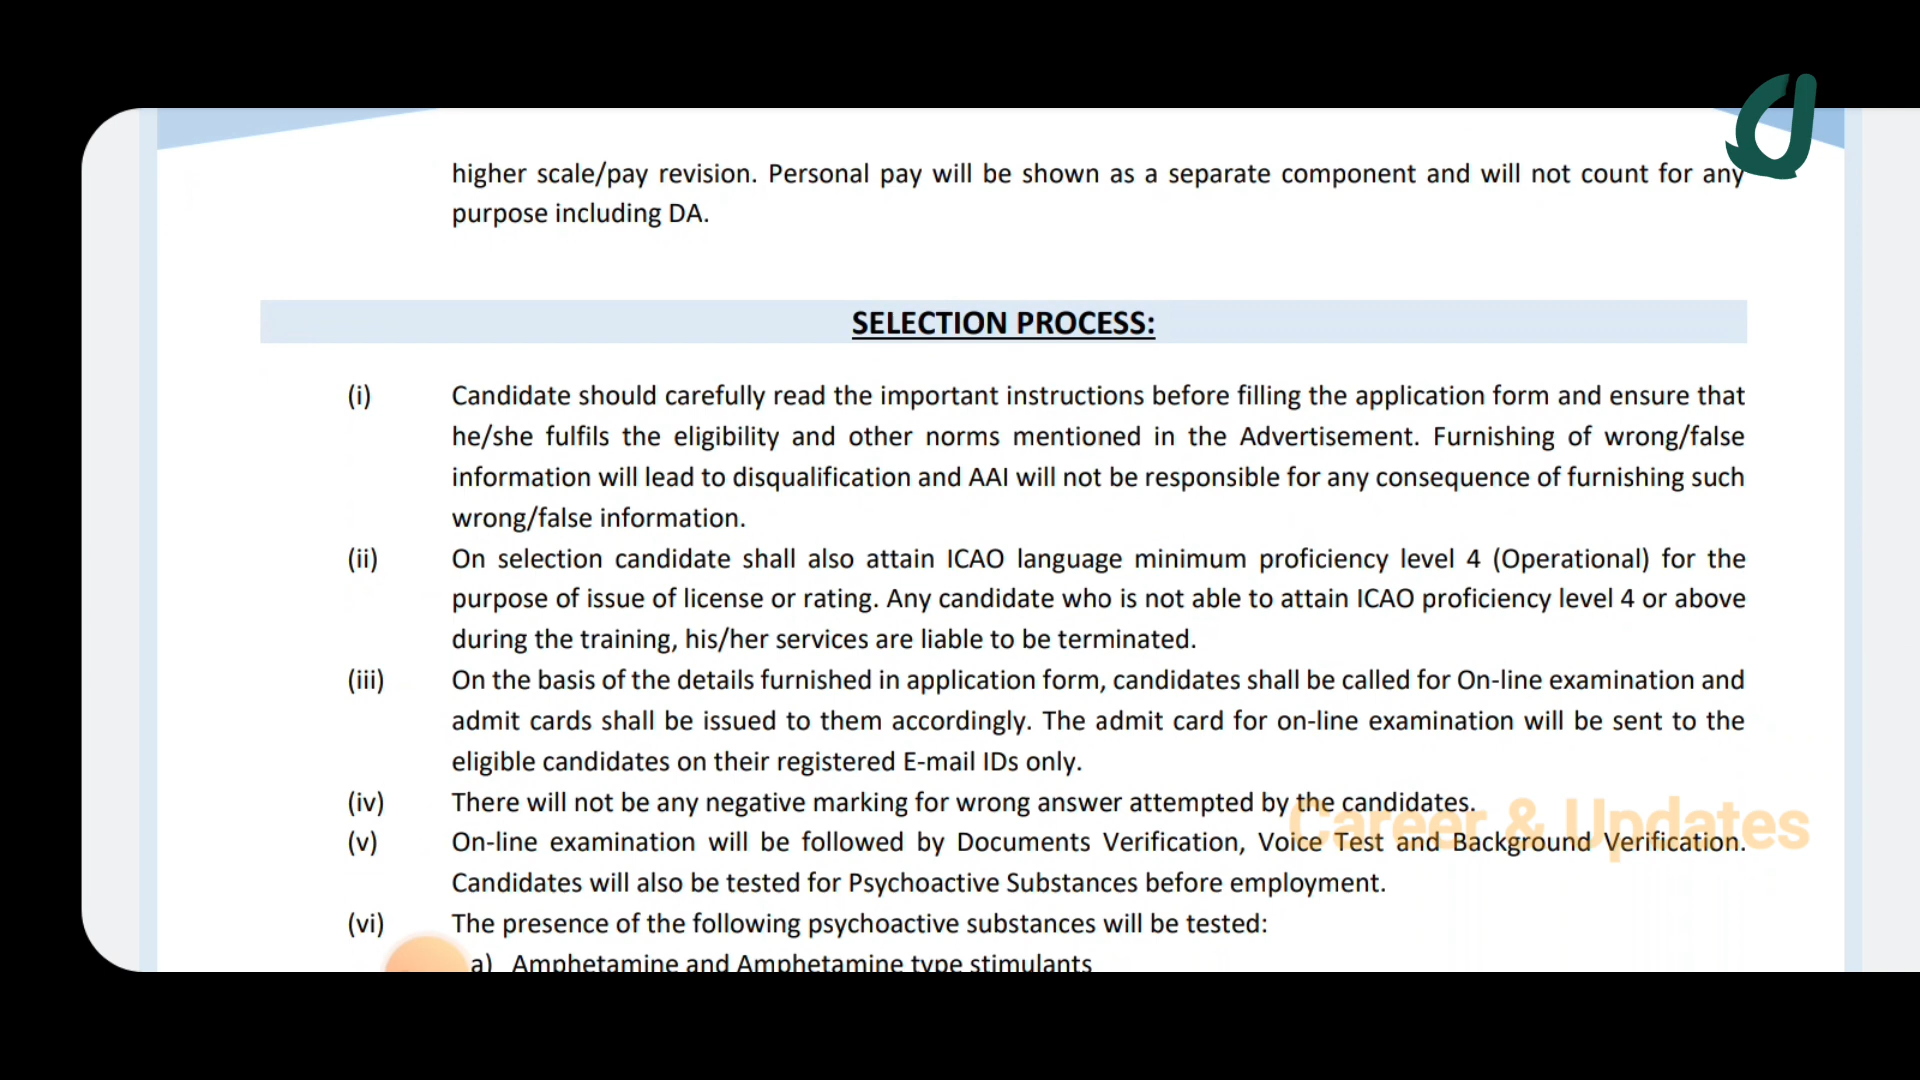 higher scale/pay revision. Personal pay will be shown as a separate component and will not count for any
purpose including DA.
SELECTION PROCESS:
(i) Candidate should carefully read the important instructions before filling the application form and ensure that
he/she fulfils the eligibility and other norms mentioned in the Advertisement. Furnishing of wrong/false
information will lead to disqualification and AAI will not be responsible for any consequence of furnishing such
wrong/false information.
(ii) On selection candidate shall also attain ICAO language minimum proficiency level 4 (Operational) for the
purpose of issue of license or rating. Any candidate who is not able to attain ICAO proficiency level 4 or above
during the training, his/her services are liable to be terminated.
(iii) On the basis of the details furnished in application form, candidates shall be called for On-line examination and
admit cards shall be issued to them accordingly. The admit card for on-line examination will be sent to the
eligible candidates on their registered E-mail IDs only.
(iv) There will not be any negative marking for wrong answer attempted by the candidates.
Career & Updates
(v) On-line examination will be followed by Documents Verification, Voice Test and Background Verification.
Candidates will also be tested for Psychoactive Substances before employment.
(vi) The presence of the following psychoactive substances will be tested:
a) Amphetamine and Amphetamine type stimulants